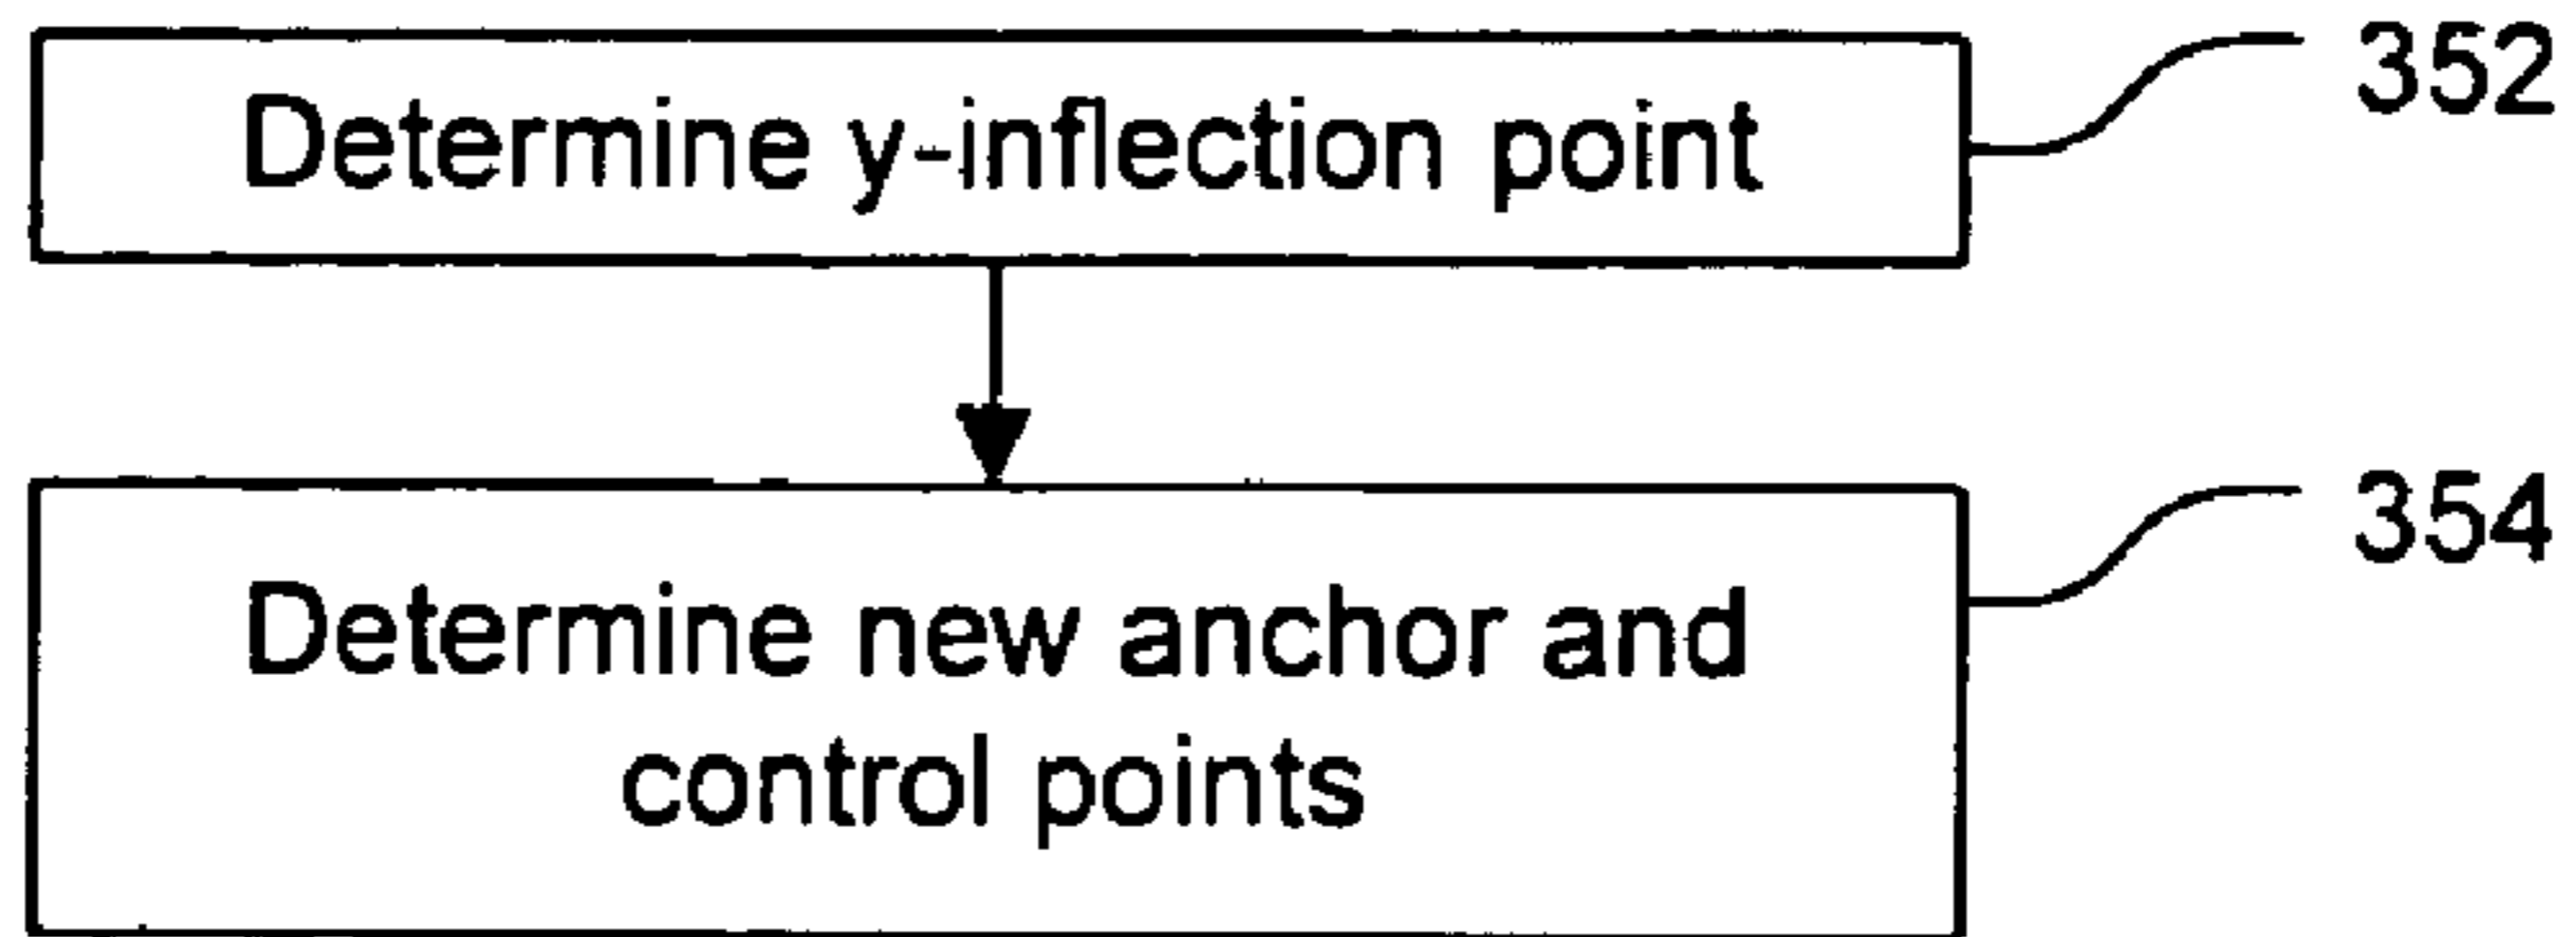 Determine y-inflection point
352
Determine new anchor and
control points
354